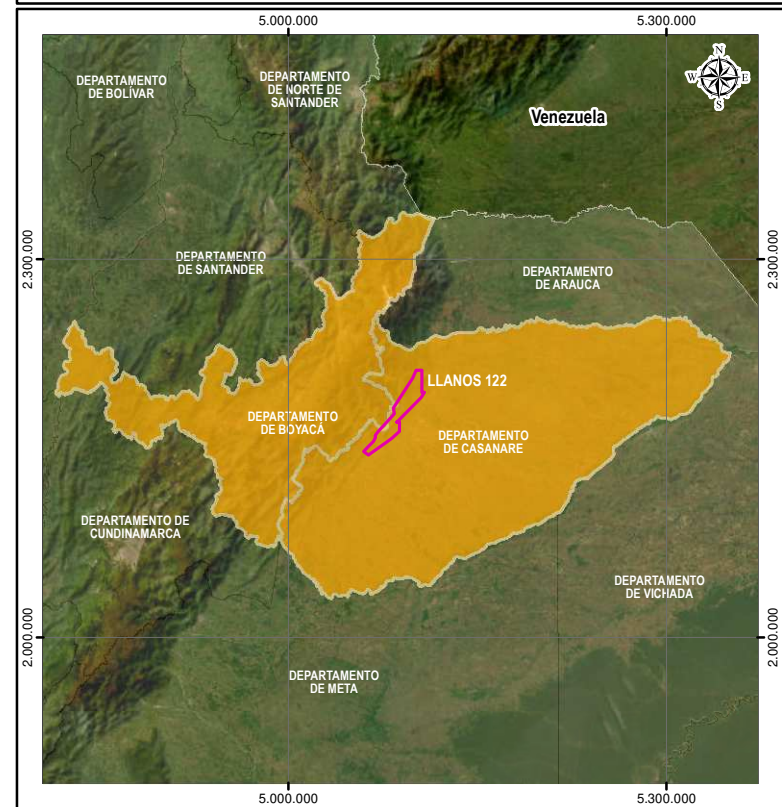 5.000.000
5.300.000
DEPARTAMENTO
DE BOLÍVAR
DEPARTAMENTO
DE NORTE DE
SANTANDER
N
W
E
S
Venezuela
2.300.000
2.300.000
DEPARTAMENTO
DE SANTANDER
DEPARTAMENTO
DE ARAUCA
LLANOS 122
DEPARTAMENTO
DE BOYACÁ
DEPARTAMENTO
DE CASANARE
DEPARTAMENTO DE
CUNDINAMARCA
DEPARTAMENTO
DE VICHADA
2.000.000
2.000.000
DEPARTAMENTO
DE META
5.000.000
5.300.000